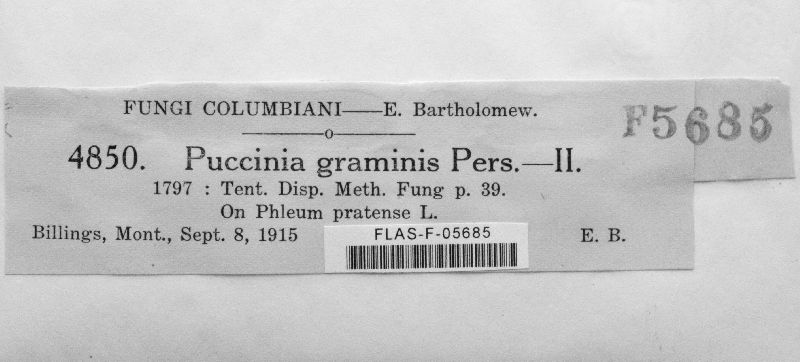 FUNGI COLUMBIANI——E. Bartholomew.
F5685
4850. Puccinia graminis Pers.—II.
1797 : Tent. Disp. Meth. Fung p. 39.
On Phleum pratense L.
Billings, Mont., Sept. 8, 1915 E. B.
FLAS-F-05685